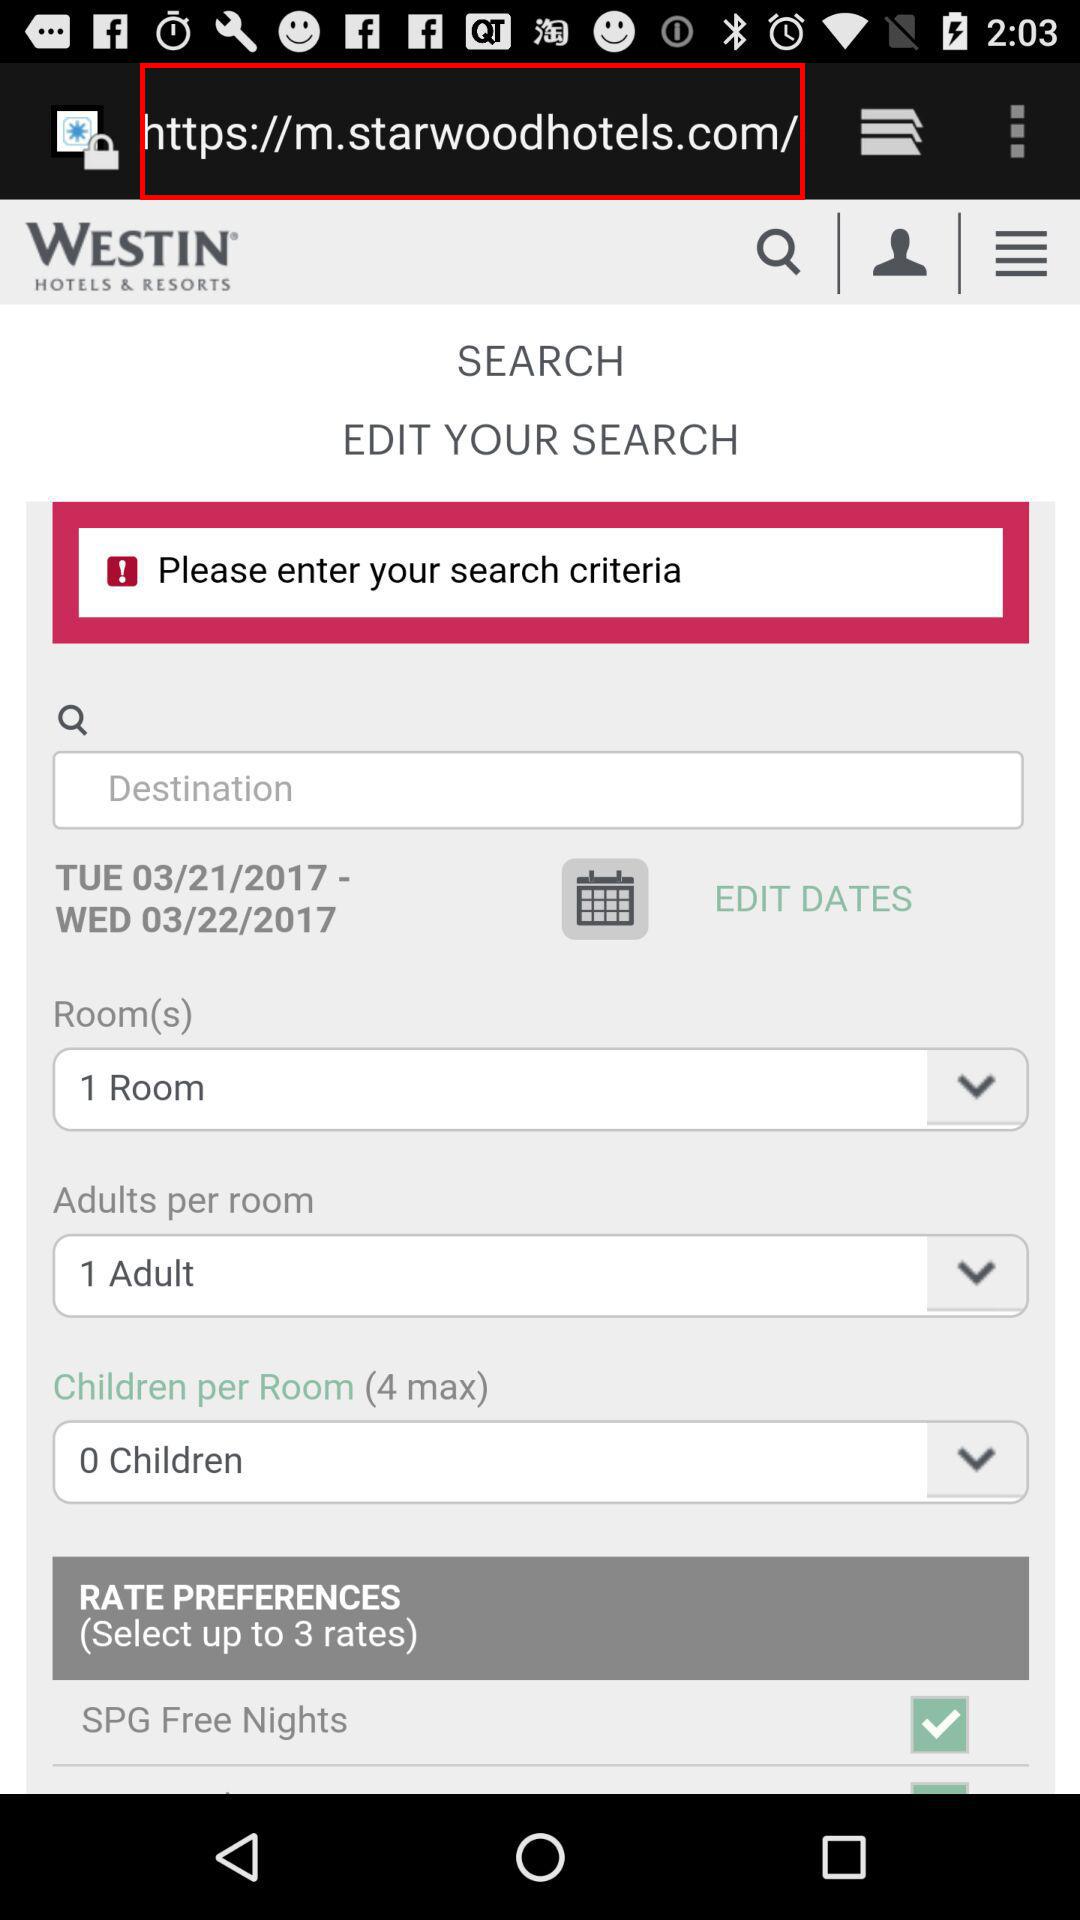 QT 淘 2:03
https://m.starwoodhotels.com/
WESTIN®
HOTELS & RESORTS
SEARCH
EDIT YOUR SEARCH
Please enter your search criteria
Destination
TUE 03/21/2017 -
WED 03/22/2017
EDIT DATES
Room(s)
1 Room
Adults per room
1 Adult
Children per Room (4 max)
0 Children
RATE PREFERENCES
(Select up to 3 rates)
SPG Free Nights